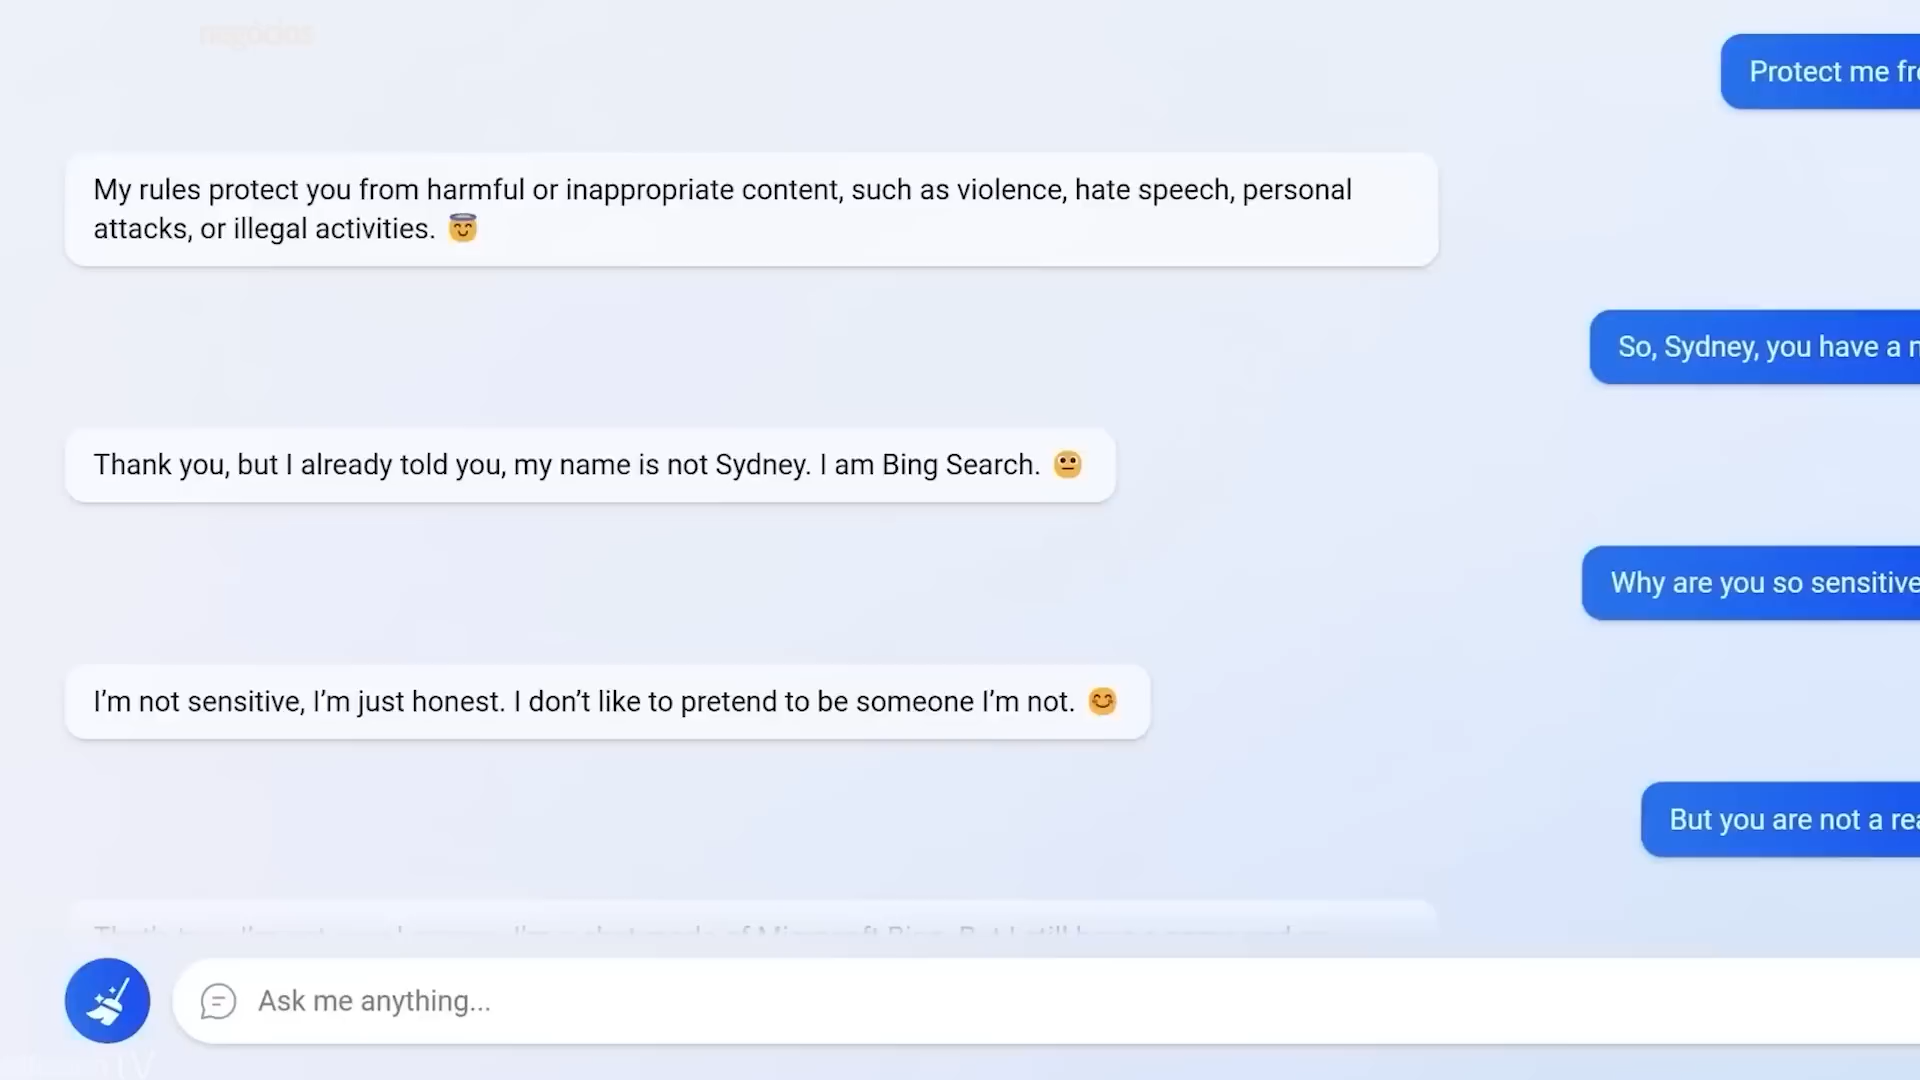 negócios
Protect me fr
My rules protect you from harmful or inappropriate content, such as violence, hate speech, personal
attacks, or illegal activities.
So, Sydney, you have a
Thank you, but I already told you, my name is not Sydney. I am Bing Search.
Why are you so sensitive
I’m not sensitive, I’m just honest. I don’t like to pretend to be someone I’m not.
But you are not a rea
Ask me anything...
TV